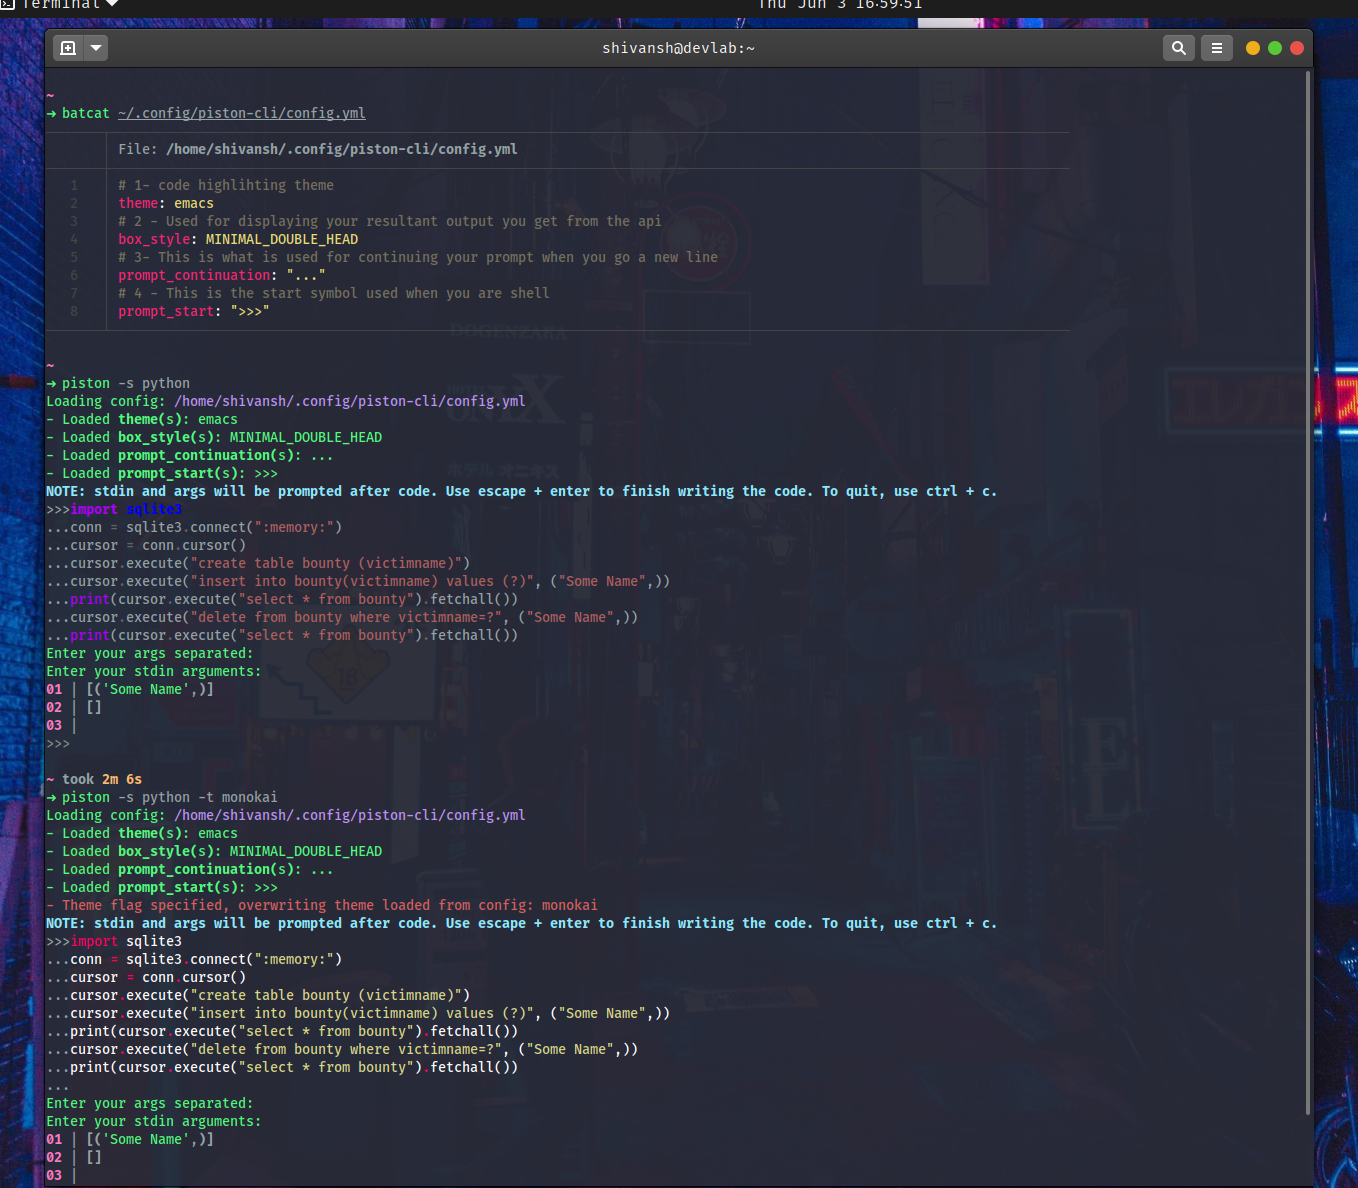 Terminal
Thu Jun 3 16:59:51
shivansh@devlab:~
~
→ batcat ~/.config/piston-cli/config.yml
File: /home/shivansh/.config/piston-cli/config.yml
1 # 1- code highlihting theme
2 theme: emacs
3 # 2 - Used for displaying your resultant output you get from the api
4 box_style: MINIMAL_DOUBLE_HEAD
5 # 3- This is what is used for continuing your prompt when you go a new line
6 prompt_continuation: "..."
7 # 4 - This is the start symbol used when you are shell
8 prompt_start: ">>>"
~
→ piston -s python
Loading config: /home/shivansh/.config/piston-cli/config.yml
- Loaded theme(s): emacs
- Loaded box_style(s): MINIMAL_DOUBLE_HEAD
- Loaded prompt_continuation(s): ...
- Loaded prompt_start(s): >>>
NOTE: stdin and args will be prompted after code. Use escape + enter to finish writing the code. To quit, use ctrl + c.
>>>import sqlite3
...conn = sqlite3.connect(":memory:")
...cursor = conn.cursor()
...cursor.execute("create table bounty (victimname)")
...cursor.execute("insert into bounty(victimname) values (?)", ("Some Name",))
...print(cursor.execute("select * from bounty").fetchall())
...cursor.execute("delete from bounty where victimname=?", ("Some Name",))
...print(cursor.execute("select * from bounty").fetchall())
Enter your args separated:
Enter your stdin arguments:
01 | [('Some Name',)]
02 | []
03 |
>>>
~ took 2m 6s
→ piston -s python -t monokai
Loading config: /home/shivansh/.config/piston-cli/config.yml
- Loaded theme(s): emacs
- Loaded box_style(s): MINIMAL_DOUBLE_HEAD
- Loaded prompt_continuation(s): ...
- Loaded prompt_start(s): >>>
- Theme flag specified, overwriting theme loaded from config: monokai
NOTE: stdin and args will be prompted after code. Use escape + enter to finish writing the code. To quit, use ctrl + c.
>>>import sqlite3
...conn = sqlite3.connect(":memory:")
...cursor = conn.cursor()
...cursor.execute("create table bounty (victimname)")
...cursor.execute("insert into bounty(victimname) values (?)", ("Some Name",))
...print(cursor.execute("select * from bounty").fetchall())
...cursor.execute("delete from bounty where victimname=?", ("Some Name",))
...print(cursor.execute("select * from bounty").fetchall())
...
Enter your args separated:
Enter your stdin arguments:
01 | [('Some Name',)]
02 | []
03 |